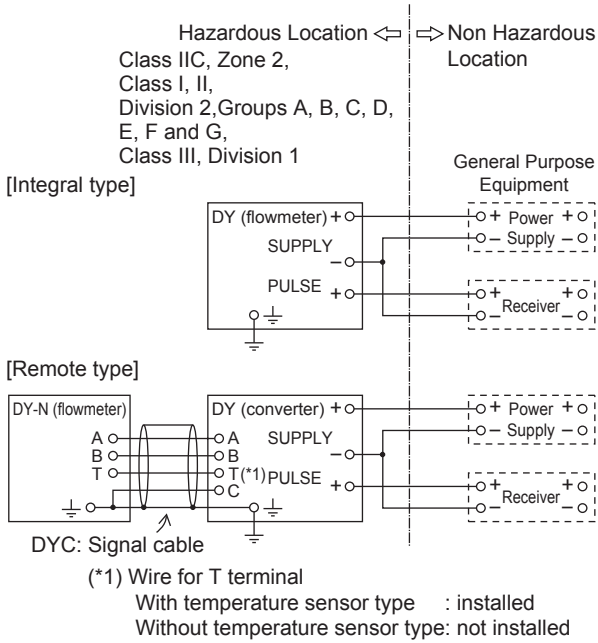 Hazardous Location ⇦ ⇨ Non Hazardous
Location
Class IIC, Zone 2,
Class I, II,
Division 2,Groups A, B, C, D,
E, F and G,
Class III, Division 1
General Purpose
Equipment
[Integral type]
DY (flowmeter) +
SUPPLY
–
PULSE +
+ Power +
– Supply –
+ Receiver +
– –
[Remote type]
DY-N (flowmeter)
A
B
T
DY (converter) +
A SUPPLY
B –
T(*1) PULSE +
C
+ Power +
– Supply –
+ Receiver +
– –
DYC: Signal cable
(*1) Wire for T terminal
With temperature sensor type : installed
Without temperature sensor type: not installed